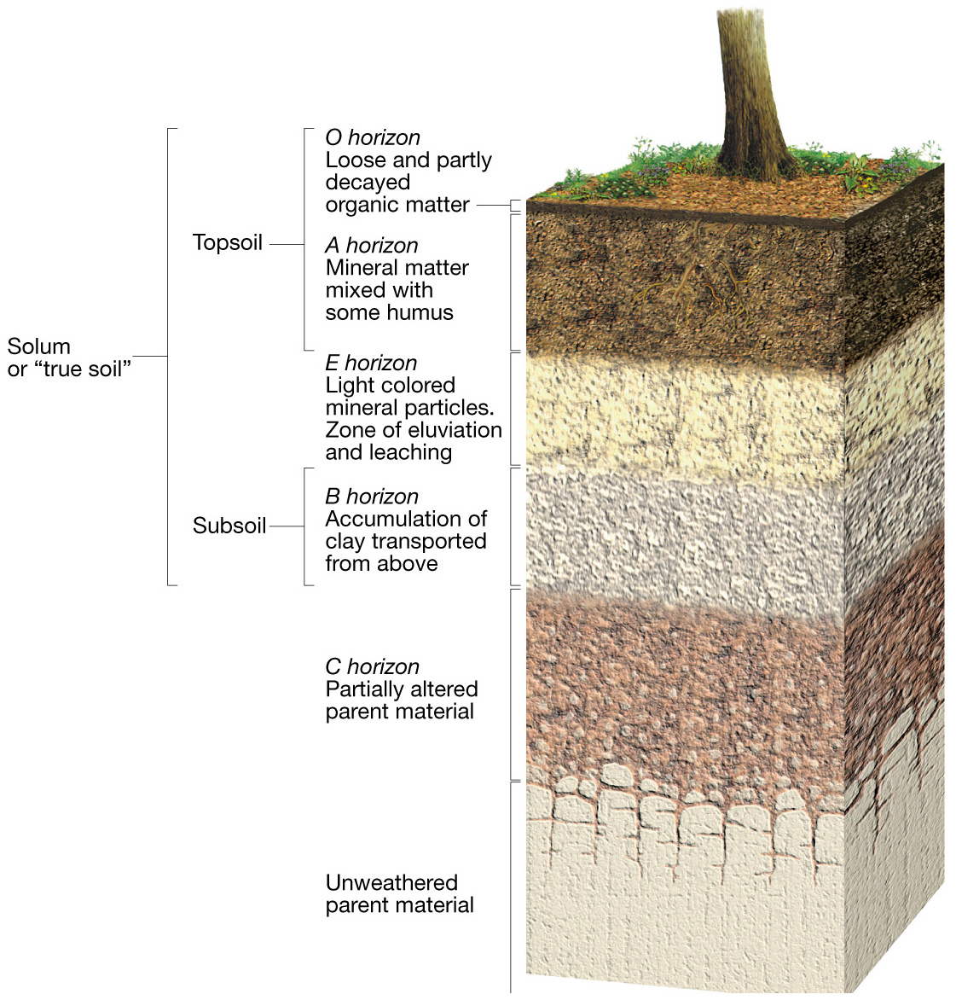 O horizon
Loose and partly
decayed
organic matter
Topsoil
A horizon
Mineral matter
mixed with
some humus
Solum
or “true soil”
E horizon
Light colored
mineral particles.
Zone of eluviation
and leaching
B horizon
Accumulation of
clay transported
from above
Subsoil
C horizon
Partially altered
parent material
Unweathered
parent material